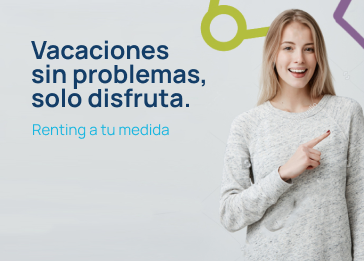 Vacaciones
sin problemas,
solo disfruta.
Renting a tu medida